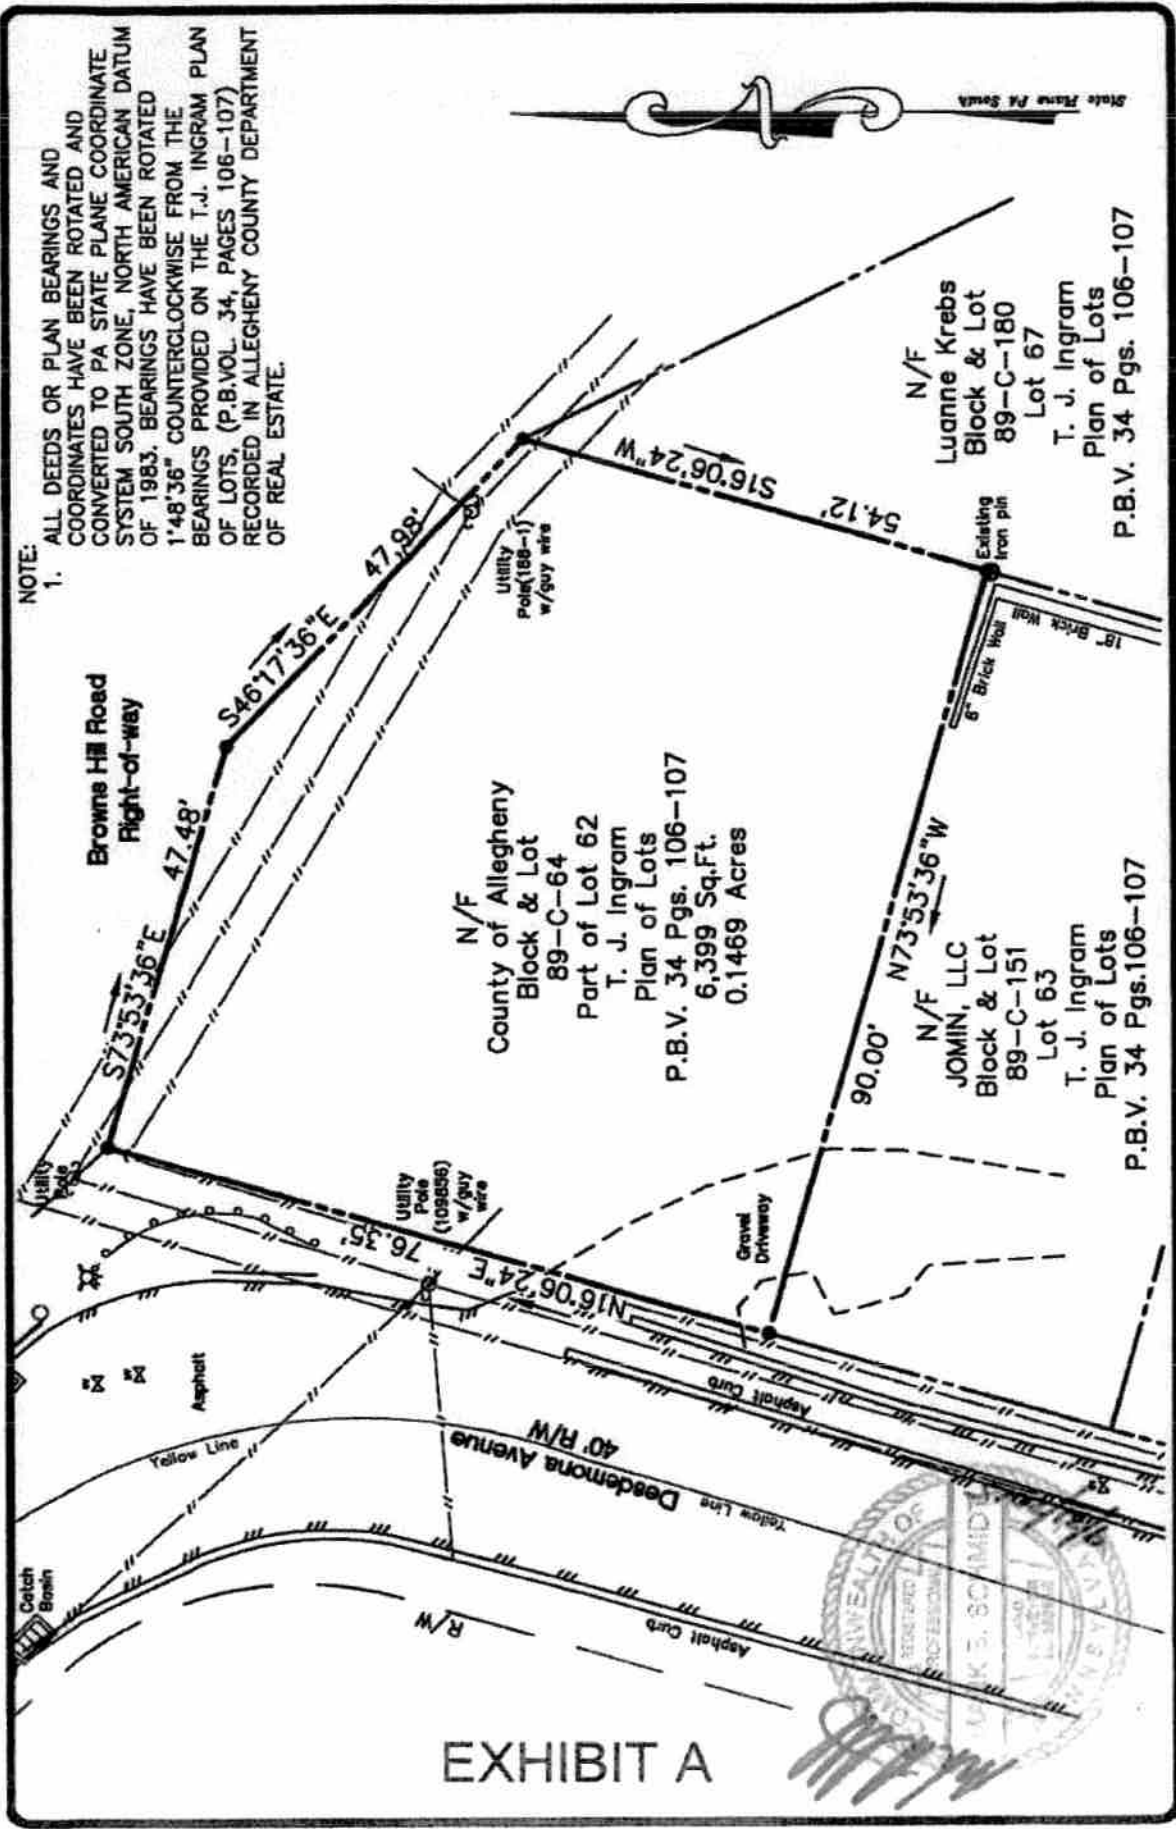 NOTE:
1. ALL DEEDS OR PLAN BEARINGS AND
COORDINATES HAVE BEEN ROTATED AND
CONVERTED TO PA STATE PLANE COORDINATE
SYSTEM SOUTH ZONE, NORTH AMERICAN DATUM
OF 1983. BEARINGS HAVE BEEN ROTATED
1°48'36" COUNTERCLOCKWISE FROM THE
BEARINGS PROVIDED ON THE T.J. INGRAM PLAN
OF LOTS, (P.B.VOL. 34, PAGES 106-107)
RECORDED IN ALLEGHENY COUNTY DEPARTMENT
OF REAL ESTATE.
State Plane PA South
N
Browns Hill Road
Right-of-way
S73°53'36"E
47.48'
S46°17'36"E
47.98'
Utility
Pole(188-1)
w/guy wire
S16°06'24"W
54.12'
Existing
Iron pin
6" Brick Wall
18" Brick Wall
N/F
Luanne Krebs
Block & Lot
89-C-180
Lot 67
T. J. Ingram
Plan of Lots
P.B.V. 34 Pgs. 106-107
N/F
County of Allegheny
Block & Lot
89-C-64
Part of Lot 62
T. J. Ingram
Plan of Lots
P.B.V. 34 Pgs. 106-107
6,399 Sq.Ft.
0.1469 Acres
N73°53'36"W
90.00'
N/F
JOMIN, LLC
Block & Lot
89-C-151
Lot 63
T. J. Ingram
Plan of Lots
P.B.V. 34 Pgs.106-107
Utility
Pole
Utility
Pole
(109856)
w/guy
wire
N16°06'24"E
76.35'
Gravel
Driveway
Asphalt
Yellow Line
Asphalt Curb
Desdemona Avenue
40' R/W
Yellow Line
Catch
Basin
R/W
Asphalt Curb
COMMONWEALTH OF
REGISTERED
PROFESSIONAL
MARK B. SCHMIDT
PENNSYLVANIA
EXHIBIT A